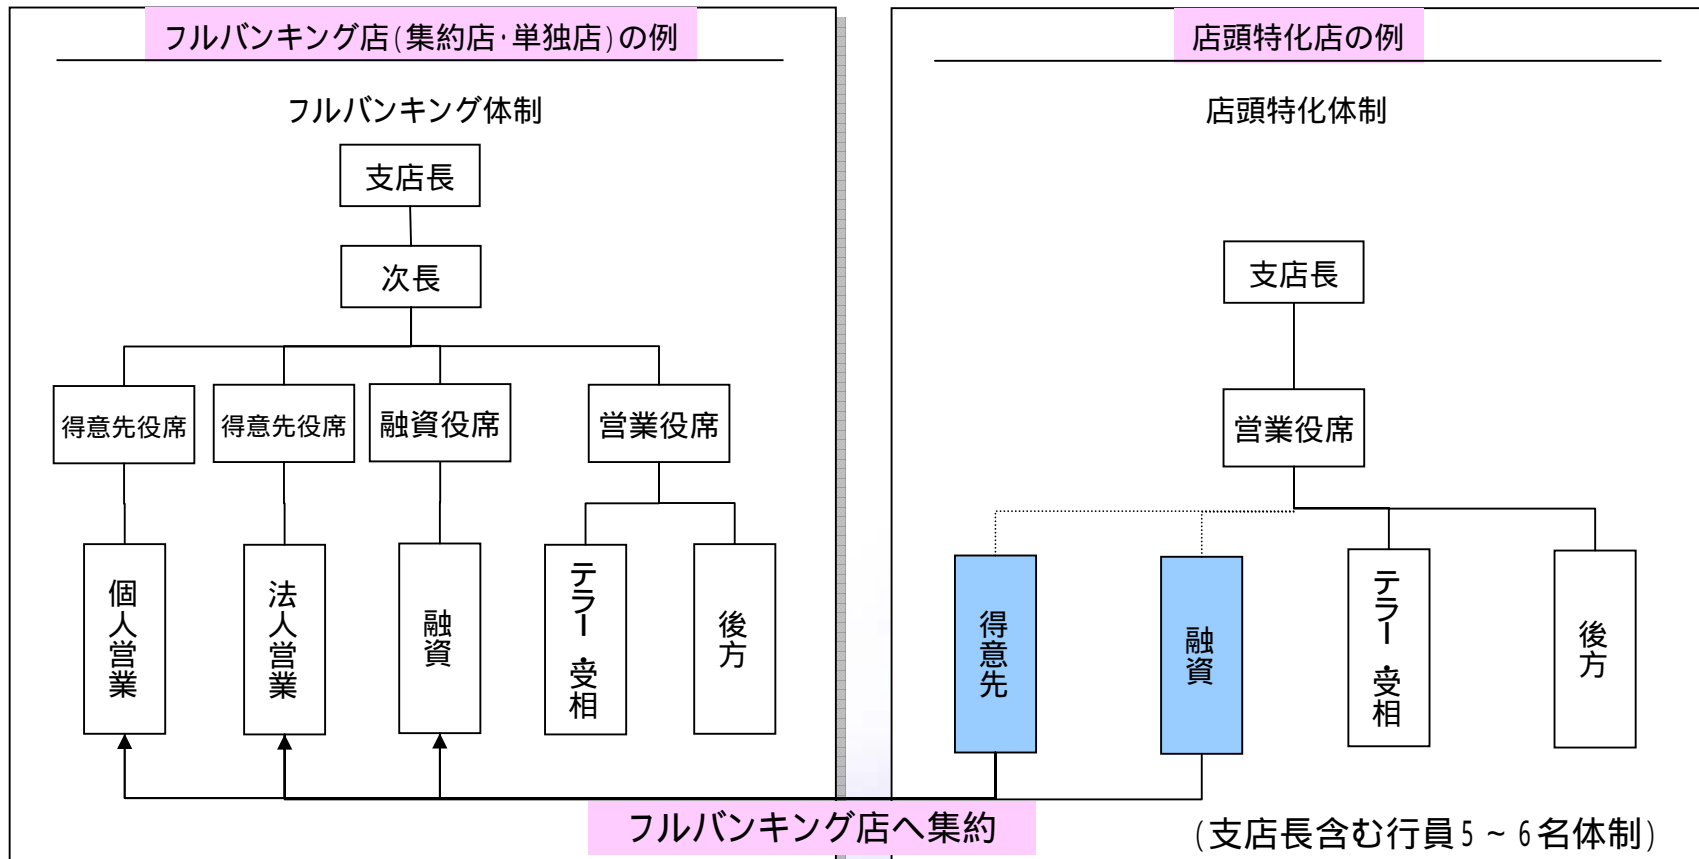 フルバンキング店(集約店・単独店)の例
フルバンキング体制
支店長
次長
得意先役席
得意先役席
融資役席
営業役席
個人営業
法人営業
融資
テラー・受相
後方
店頭特化店の例
店頭特化体制
支店長
営業役席
得意先
融資
テラー・受相
後方
フルバンキング店へ集約
(支店長含む行員5~6名体制)